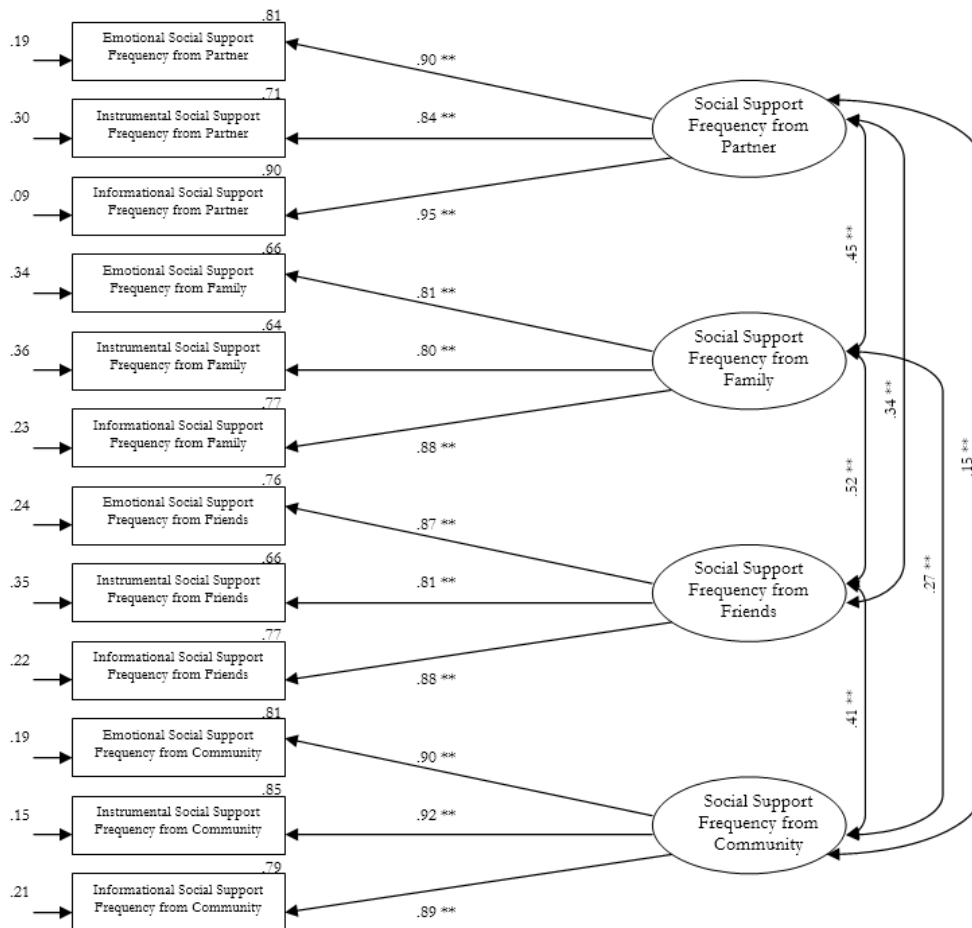 .81
.19
Emotional Social Support
Frequency from Partner
.90 **
.71
.30
Instrumental Social Support
Frequency from Partner
.84 **
.90
.09
Informational Social Support
Frequency from Partner
.95 **
Social Support
Frequency from
Partner
.66
.34
Emotional Social Support
Frequency from Family
.81 **
.64
.36
Instrumental Social Support
Frequency from Family
.80 **
.77
.23
Informational Social Support
Frequency from Family
.88 **
Social Support
Frequency from
Family
.76
.24
Emotional Social Support
Frequency from Friends
.87 **
.66
.35
Instrumental Social Support
Frequency from Friends
.81 **
.77
.22
Informational Social Support
Frequency from Friends
.88 **
Social Support
Frequency from
Friends
.81
.19
Emotional Social Support
Frequency from Community
.90 **
.85
.15
Instrumental Social Support
Frequency from Community
.92 **
.79
.21
Informational Social Support
Frequency from Community
.89 **
Social Support
Frequency from
Community
.45 **
.34 **
.15 **
.52 **
.27 **
.41 **